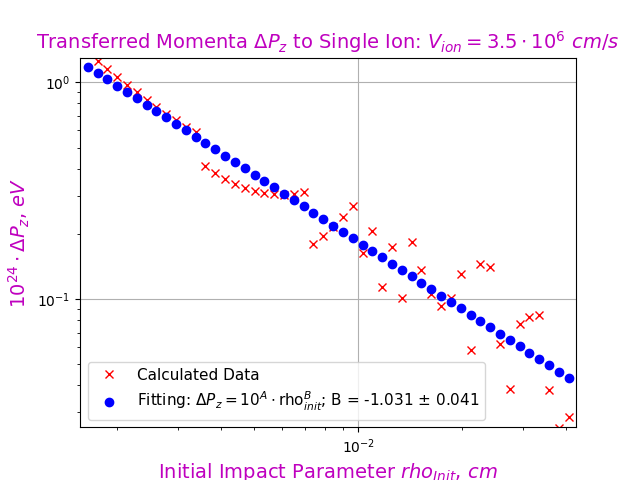 Transferred Momenta ΔP_z to Single Ion: V_ion = 3.5 · 10^6 cm/s
10^24 · ΔP_z, eV
10^0
10^−1
Calculated Data
Fitting: ΔP_z = 10^A · rho_init^B; B = -1.031 ± 0.041
10^−2
Initial Impact Parameter rho_Init, cm